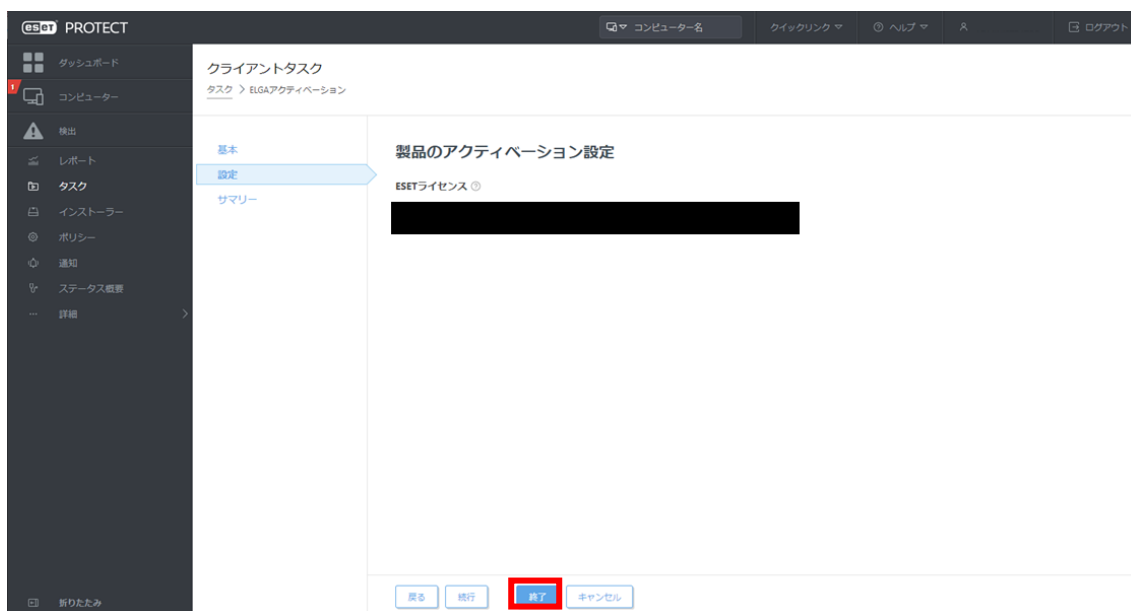 eset PROTECT
コンピューター名
クイックリンク
ヘルプ
ログアウト
ダッシュボード
1
コンピューター
検出
レポート
タスク
インストーラー
ポリシー
通知
ステータス概要
詳細
折りたたみ
クライアントタスク
タスク > ELGAアクティベーション
基本
設定
サマリー
製品のアクティベーション設定
ESETライセンス
戻る
続行
終了
キャンセル